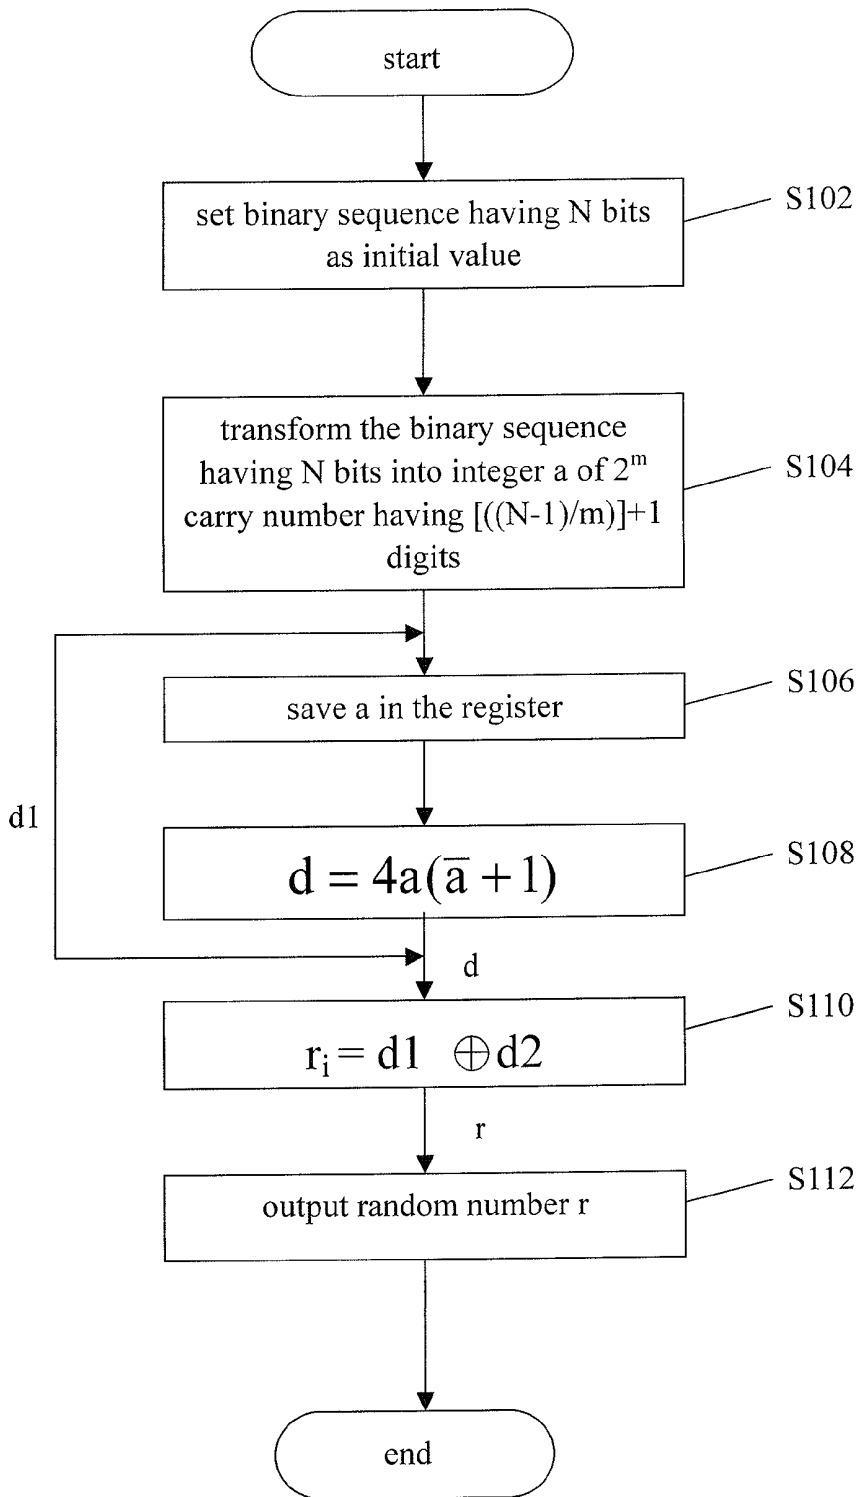 start
set binary sequence having N bits
as initial value
S102
transform the binary sequence
having N bits into integer a of 2^m
carry number having [((N-1)/m)]+1
digits
S104
save a in the register
S106
d1
d = 4a(a̅ + 1)
S108
d
r_i = d1 ⊕ d2
S110
r
output random number r
S112
end